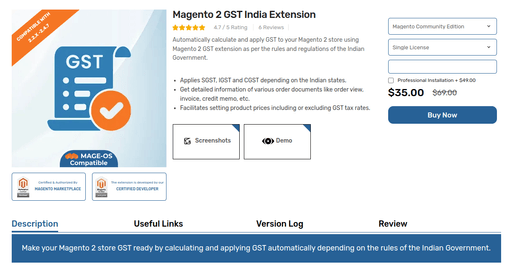 COMPATIBLE WITH
2.2.X -2.4.7
GST
MAGE-OS
Compatible
Certified & Authorized By
MAGENTO MARKETPLACE
This extension is developed by our
CERTIFIED DEVELOPER
Magento 2 GST India Extension
4.7 / 5 Rating
6 Reviews
Automatically calculate and apply GST to your Magento 2 store using
Magento 2 GST extension as per the rules and regulations of the Indian
Government.
Applies SGST, IGST and CGST depending on the Indian states.
Get detailed information of various order documents like order view,
invoice, credit memo, etc.
Facilitates setting product prices including or excluding GST tax rates.
Screenshots
Demo
Magento Community Edition
Single License
Professional Installation + $49.00
$35.00 $69.00
Buy Now
Description
Useful Links
Version Log
Review
Make your Magento 2 store GST ready by calculating and applying GST automatically depending on the rules of the Indian Government.